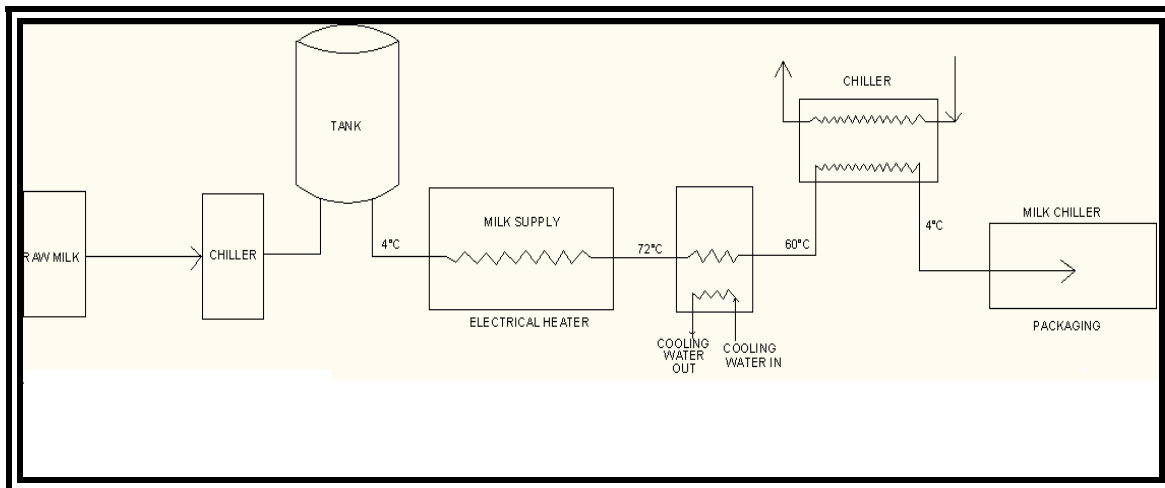 RAW MILK
CHILLER
TANK
4°C
MILK SUPPLY
ELECTRICAL HEATER
72°C
COOLING
WATER
OUT
COOLING
WATER IN
60°C
CHILLER
4°C
MILK CHILLER
PACKAGING